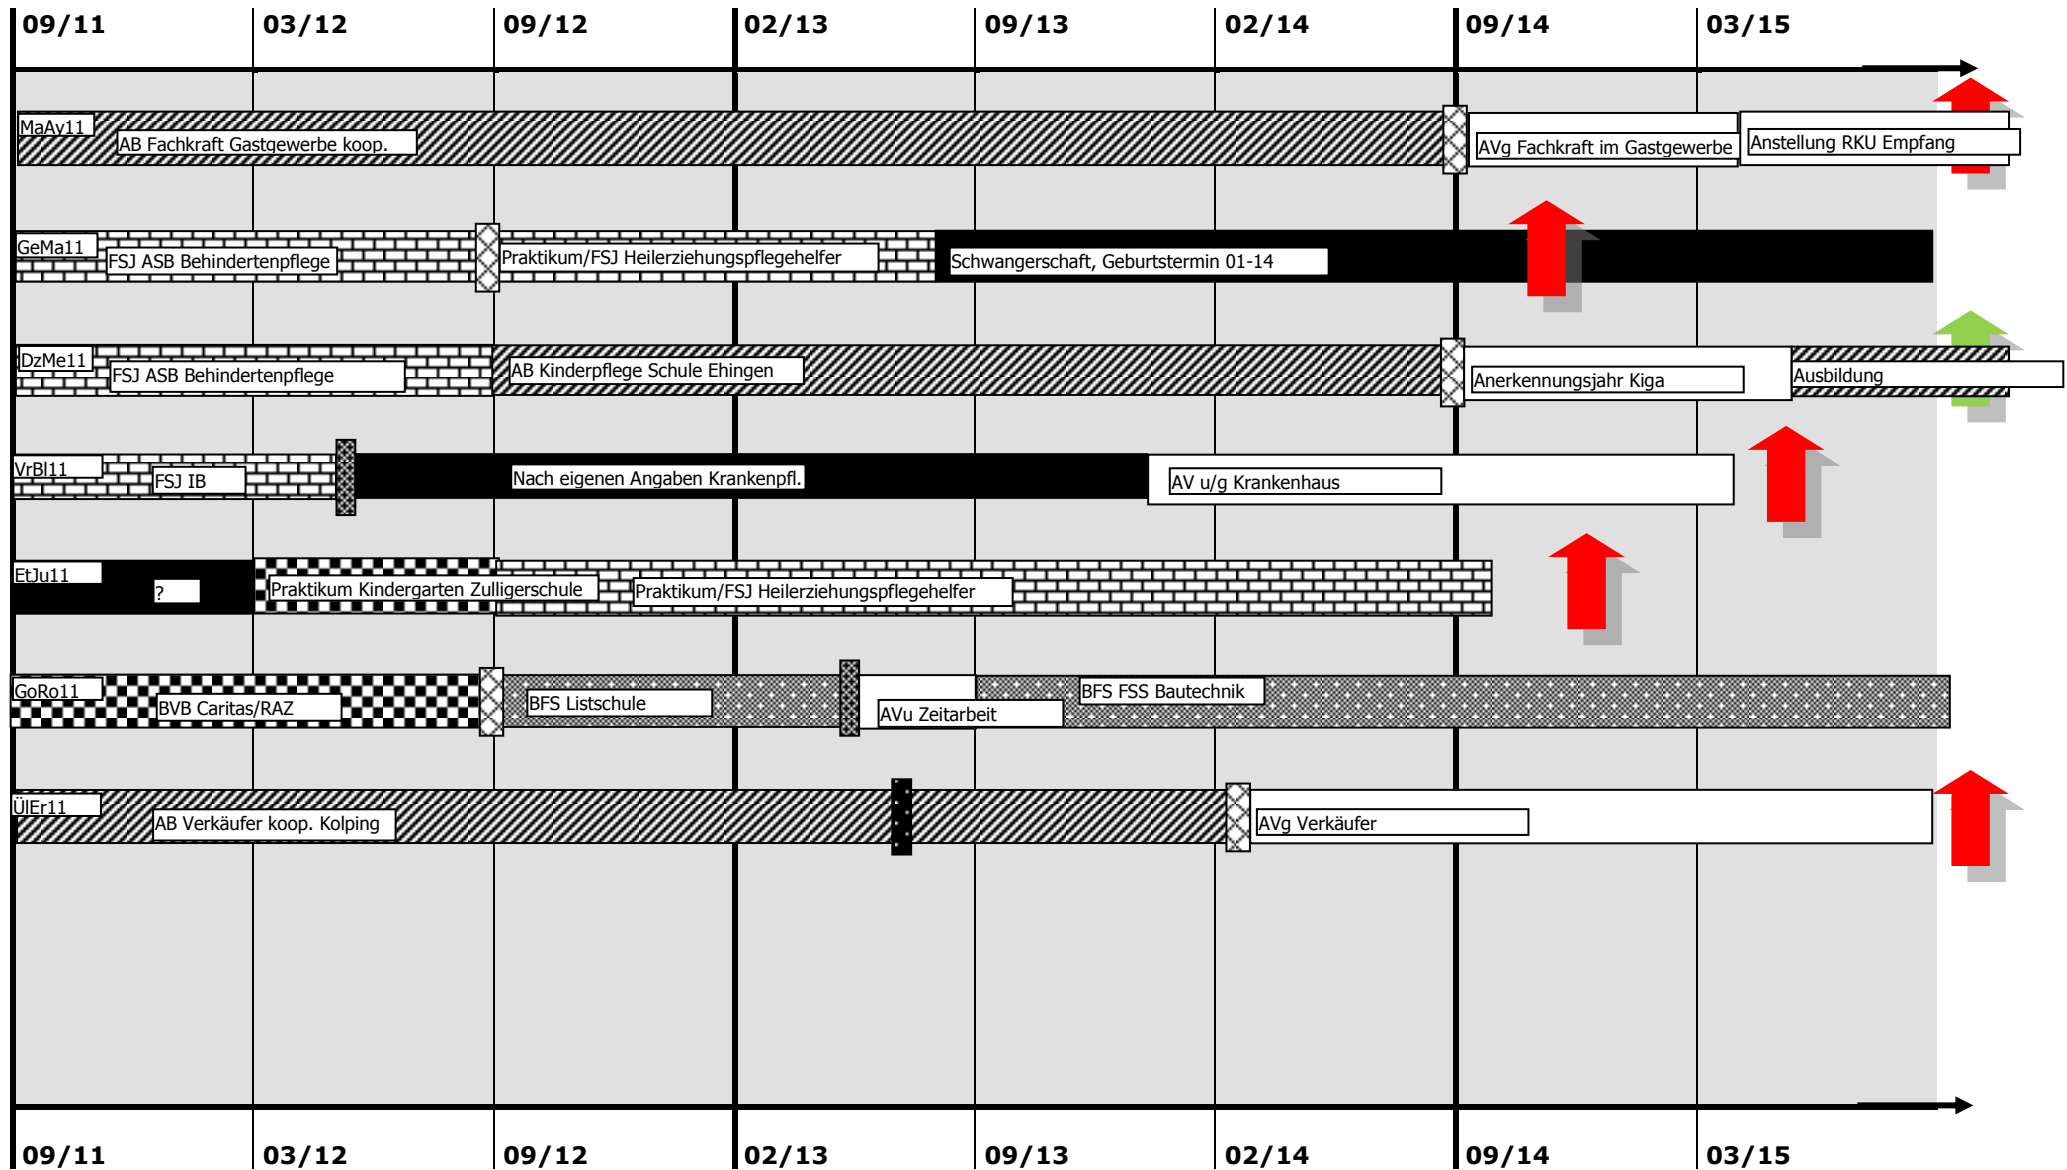 09/11 03/12 09/12 02/13 09/13 02/14 09/14 03/15
MaAy11
AB Fachkraft Gastgewerbe koop.
AVg Fachkraft im Gastgewerbe
Anstellung RKU Empfang
GeMa11
FSJ ASB Behindertenpflege
Praktikum/FSJ Heilerziehungspflegehelfer
Schwangerschaft, Geburtstermin 01-14
DzMe11
FSJ ASB Behindertenpflege
AB Kinderpflege Schule Ehingen
Anerkennungsjahr Kiga
Ausbildung
VrBl11
FSJ IB
Nach eigenen Angaben Krankenpfl.
AV u/g Krankenhaus
EtJu11
?
Praktikum Kindergarten Zulligerschule
Praktikum/FSJ Heilerziehungspflegehelfer
GoRo11
BVB Caritas/RAZ
BFS Listschule
AVu Zeitarbeit
BFS FSS Bautechnik
ÜlEr11
AB Verkäufer koop. Kolping
AVg Verkäufer
09/11 03/12 09/12 02/13 09/13 02/14 09/14 03/15